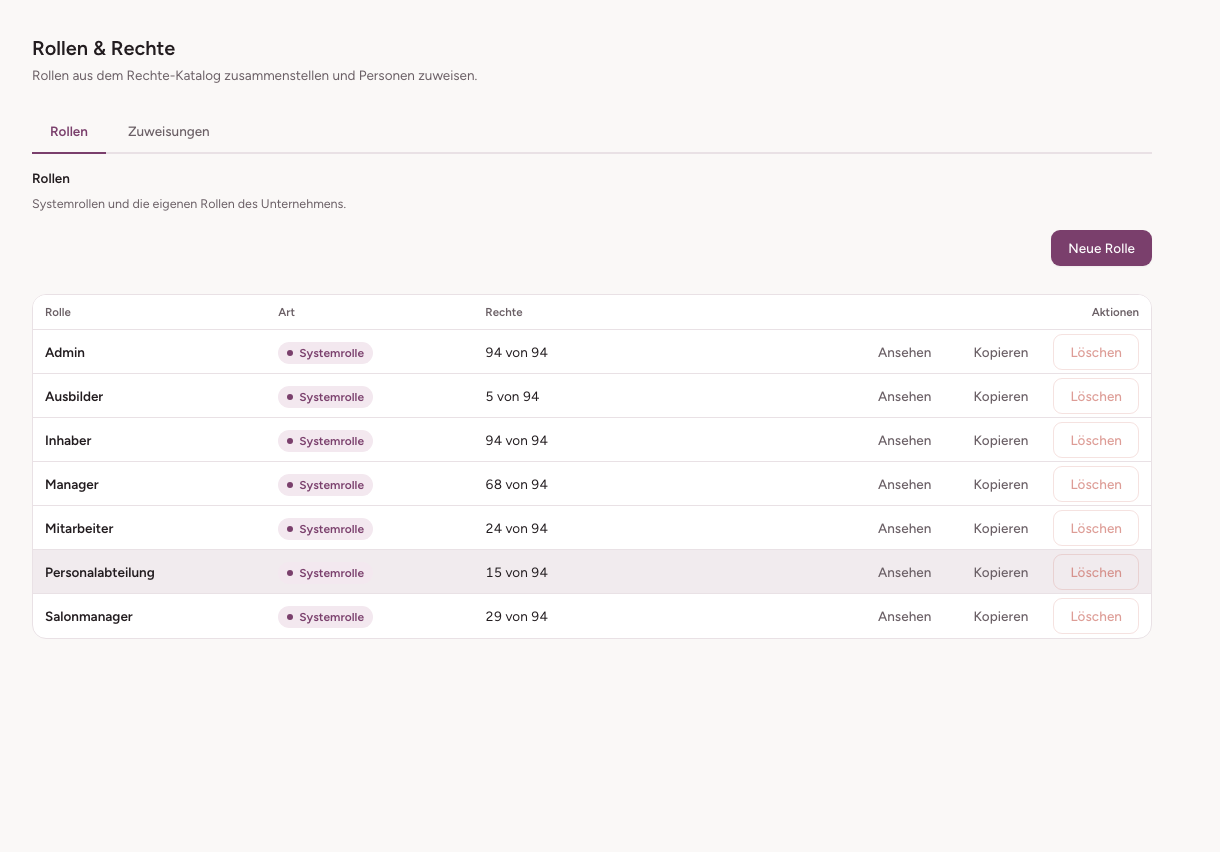 Rollen & Rechte
Rollen aus dem Rechte-Katalog zusammenstellen und Personen zuweisen.
Rollen Zuweisungen
Rollen
Systemrollen und die eigenen Rollen des Unternehmens.
Neue Rolle
Rolle Art Rechte Aktionen
Admin Systemrolle 94 von 94 Ansehen Kopieren Löschen
Ausbilder Systemrolle 5 von 94 Ansehen Kopieren Löschen
Inhaber Systemrolle 94 von 94 Ansehen Kopieren Löschen
Manager Systemrolle 68 von 94 Ansehen Kopieren Löschen
Mitarbeiter Systemrolle 24 von 94 Ansehen Kopieren Löschen
Personalabteilung Systemrolle 15 von 94 Ansehen Kopieren Löschen
Salonmanager Systemrolle 29 von 94 Ansehen Kopieren Löschen